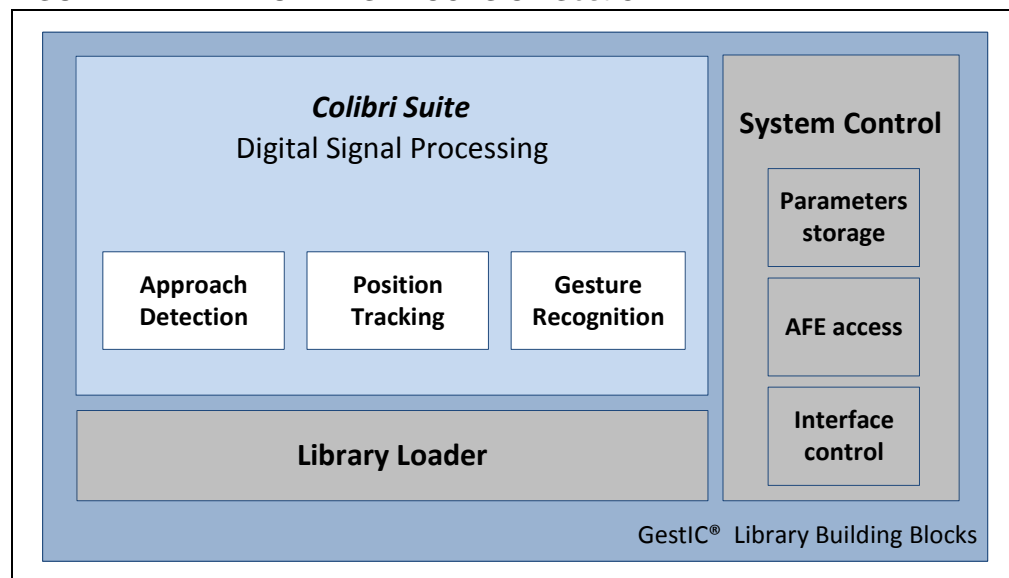 Colibri Suite
Digital Signal Processing
Approach
Detection
Position
Tracking
Gesture
Recognition
Library Loader
System Control
Parameters
storage
AFE access
Interface
control
GestIC® Library Building Blocks